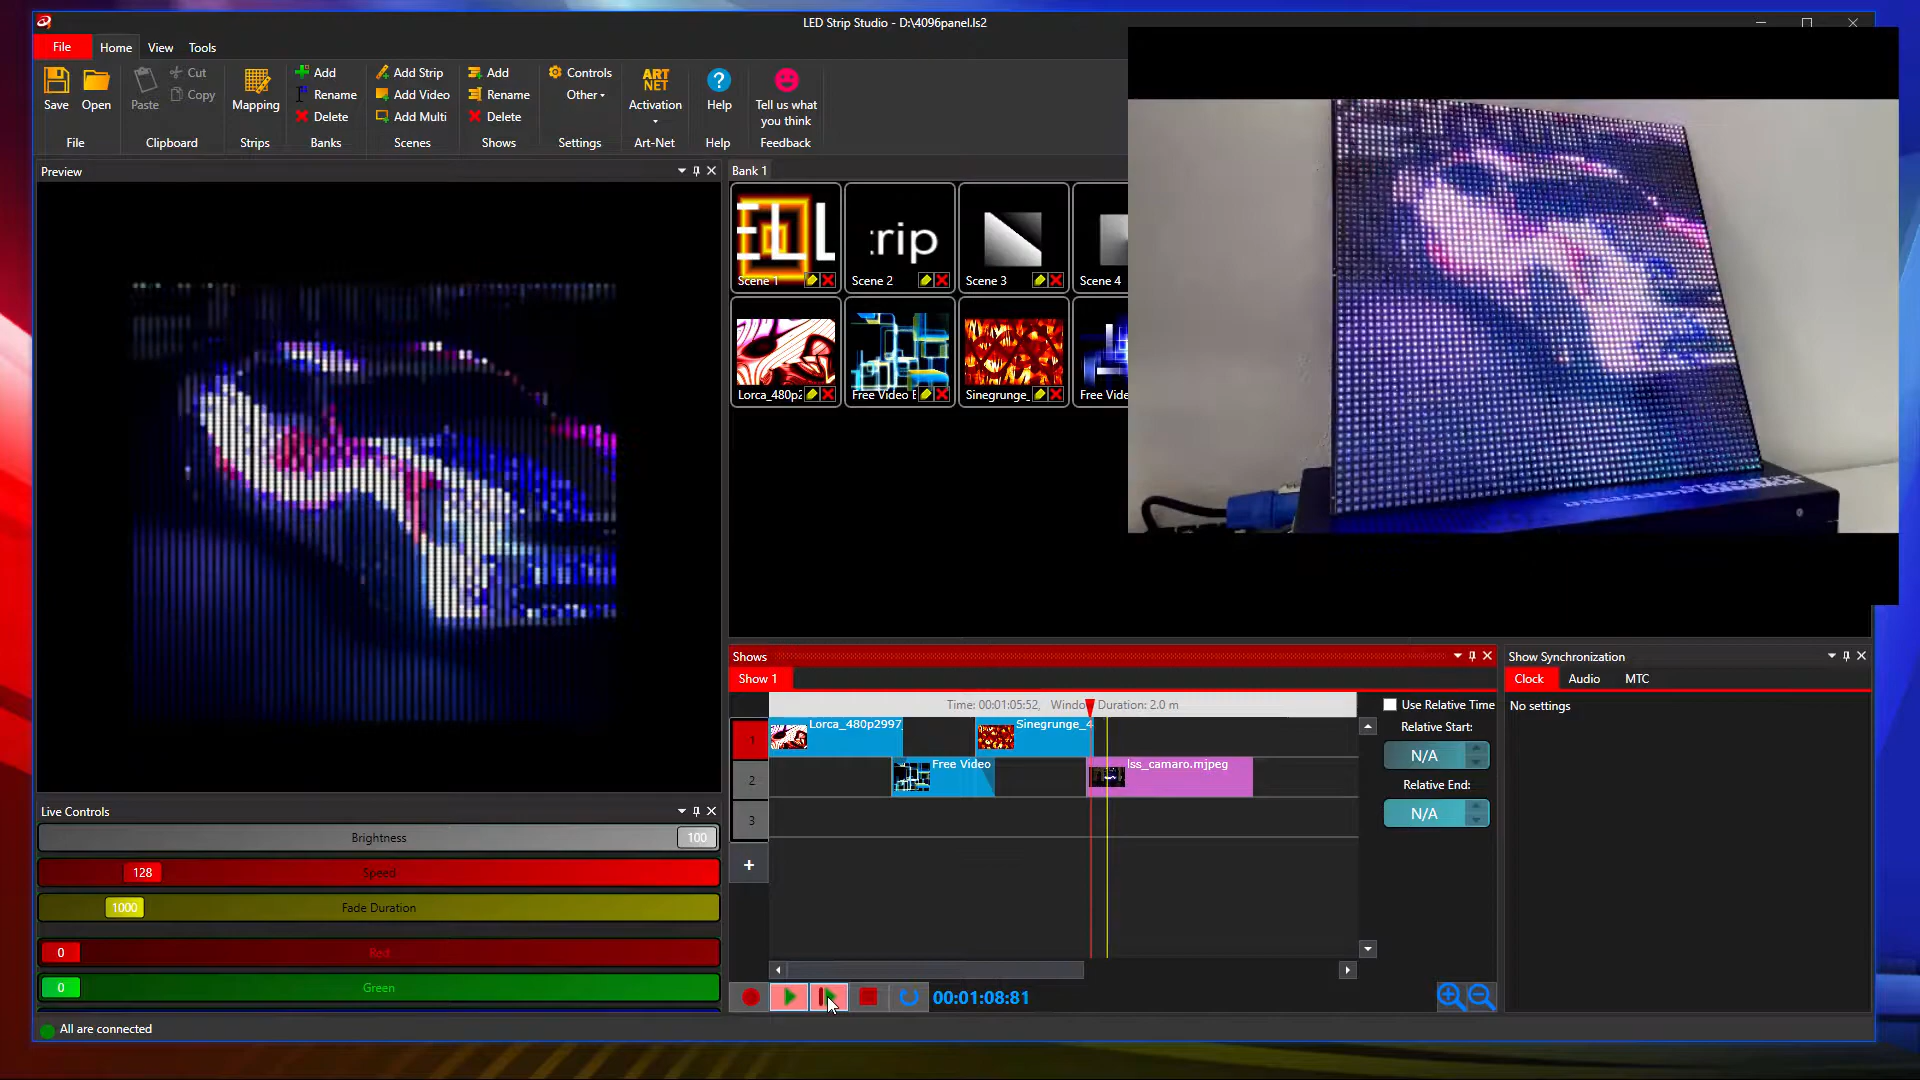 LED Strip Studio - D:\4096panel.ls2
File Home View Tools
Save Open Paste Cut Copy Mapping Add Rename Delete Add Strip Add Video Add Multi Add Rename Delete Controls Other ART NET Activation ? Help Tell us what you think
File Clipboard Strips Banks Scenes Shows Settings Art-Net Help Feedback
Preview
Bank 1
ELL
Scene 1
rip
Scene 2
Scene 3
Scene 4
Lorca_480p2
Free Video
Sinegrunge_
Free Vide
Shows
Show 1
Time: 00:01:05:52, Windo Duration: 2.0 m
1
Lorca_480p2997
Sinegrunge_4
2
Free Video
lss_camaro.mjpeg
3
+
Use Relative Time
Relative Start:
N/A
Relative End:
N/A
00:01:08:81
Show Synchronization
Clock Audio MTC
No settings
Live Controls
Brightness 100
128 Speed
1000 Fade Duration
0 Red
0 Green
All are connected